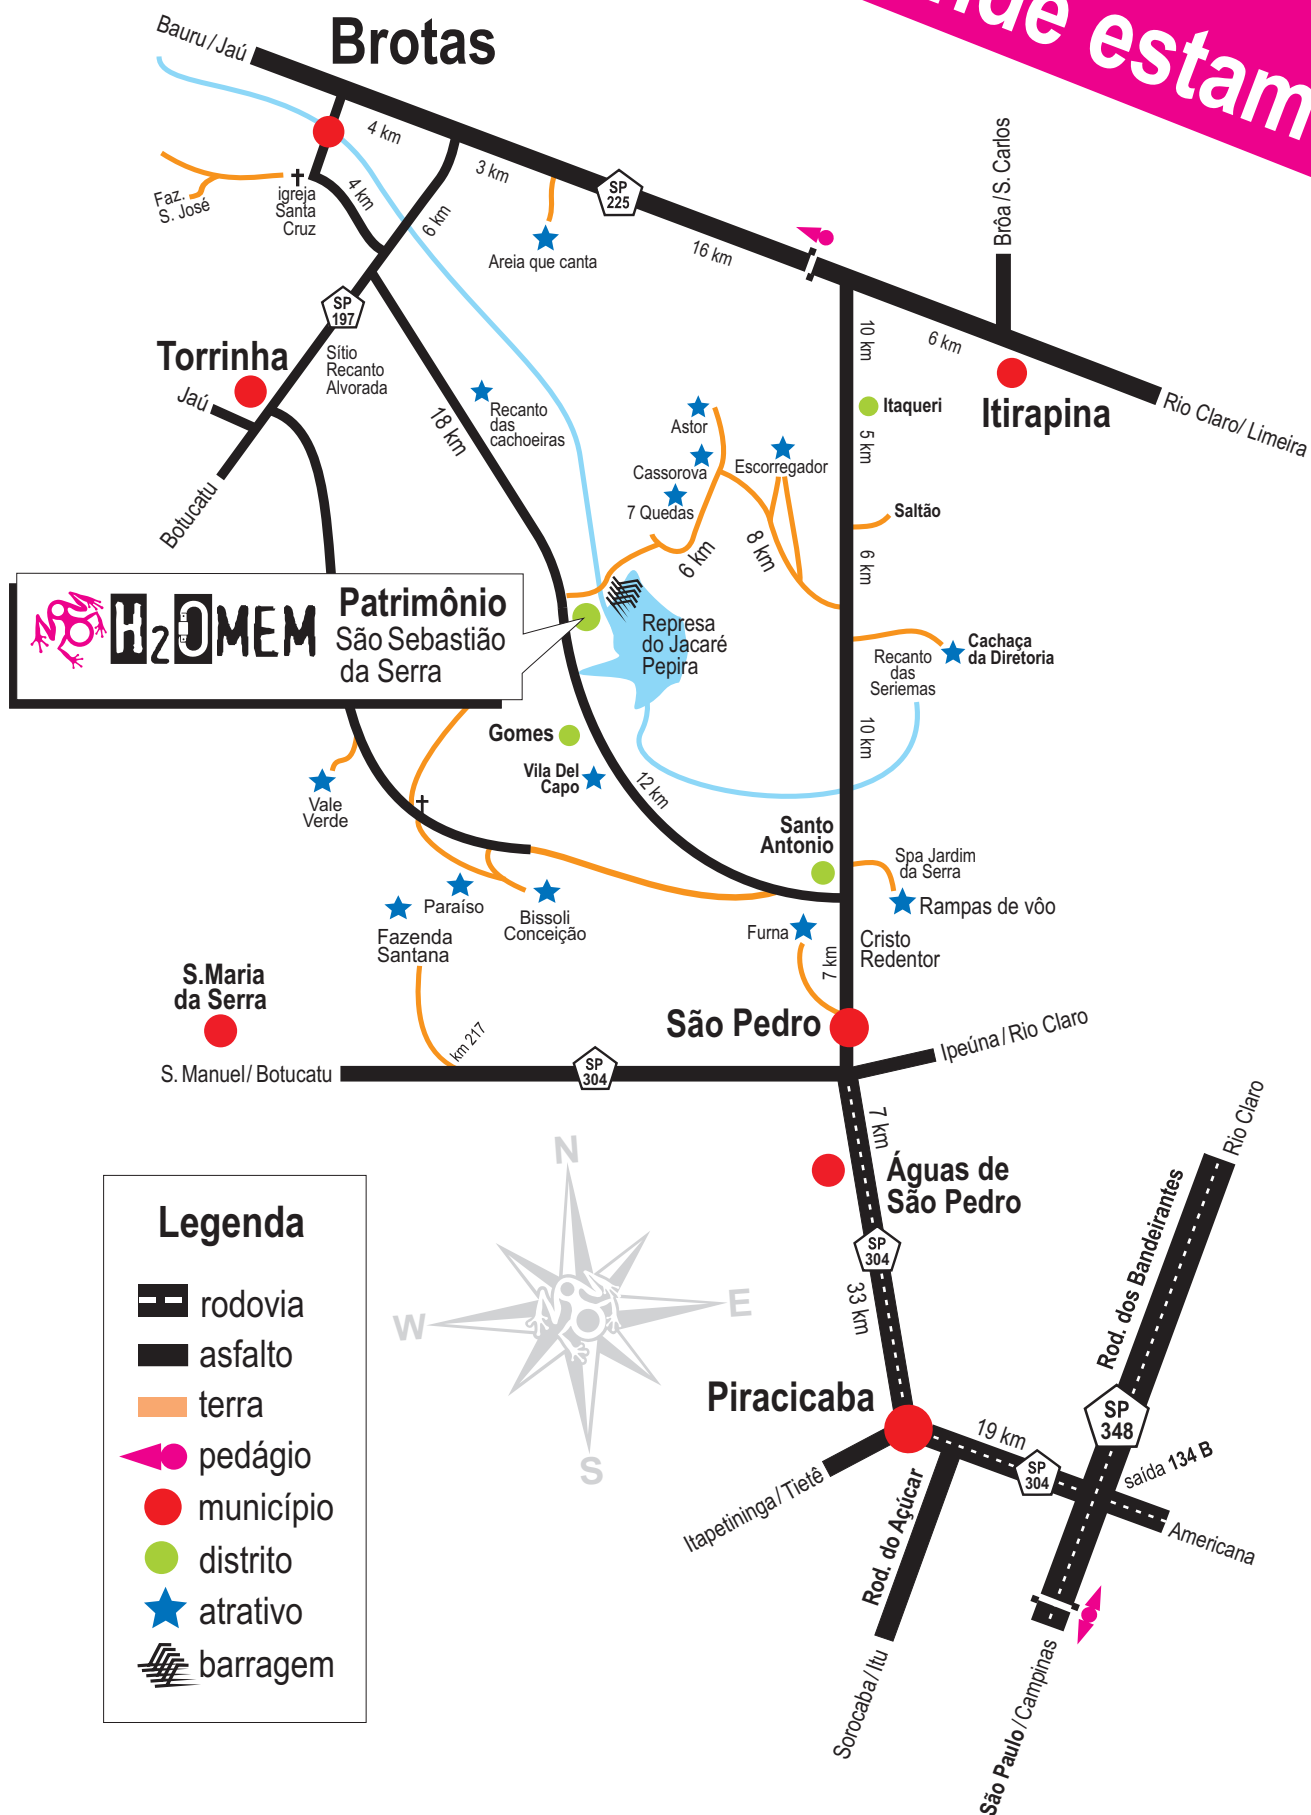 nde estam
Bauru / Jaú
Brotas
4 km
3 km
SP
225
16 km
Brôa / S. Carlos
Faz.
S. José
igreja
Santa
Cruz
4 km
6 km
Areia que canta
SP
197
10 km
6 km
Torrinha
Sítio
Recanto
Alvorada
Jaú
Itaqueri
Itirapina
Rio Claro/ Limeira
18 km
Recanto
das
cachoeiras
Astor
Cassorova
Escorregador
5 km
7 Quedas
Saltão
Botucatu
6 km
8 km
6 km
H2OMEM
Patrimônio
São Sebastião
da Serra
Represa
do Jacaré
Pepira
Recanto
das
Seriemas
Cachaça
da Diretoria
Gomes
10 km
Vila Del
Capo
12 km
Vale
Verde
Santo
Antonio
Spa Jardim
da Serra
Paraíso
Bissoli
Conceição
Rampas de vôo
Fazenda
Santana
Furna
7 km
Cristo
Redentor
S.Maria
da Serra
São Pedro
km 217
Ipeúna / Rio Claro
S. Manuel/ Botucatu
SP
304
7 km
Águas de
São Pedro
Rio Claro
N
W
E
S
SP
304
33 km
Rod. dos Bandeirantes
Legenda
rodovia
asfalto
terra
pedágio
município
distrito
atrativo
barragem
Piracicaba
19 km
SP
304
SP
348
saída 134 B
Itapetininga / Tietê
Rod. do Açúcar
Americana
Sorocaba / Itu
São Paulo / Campinas